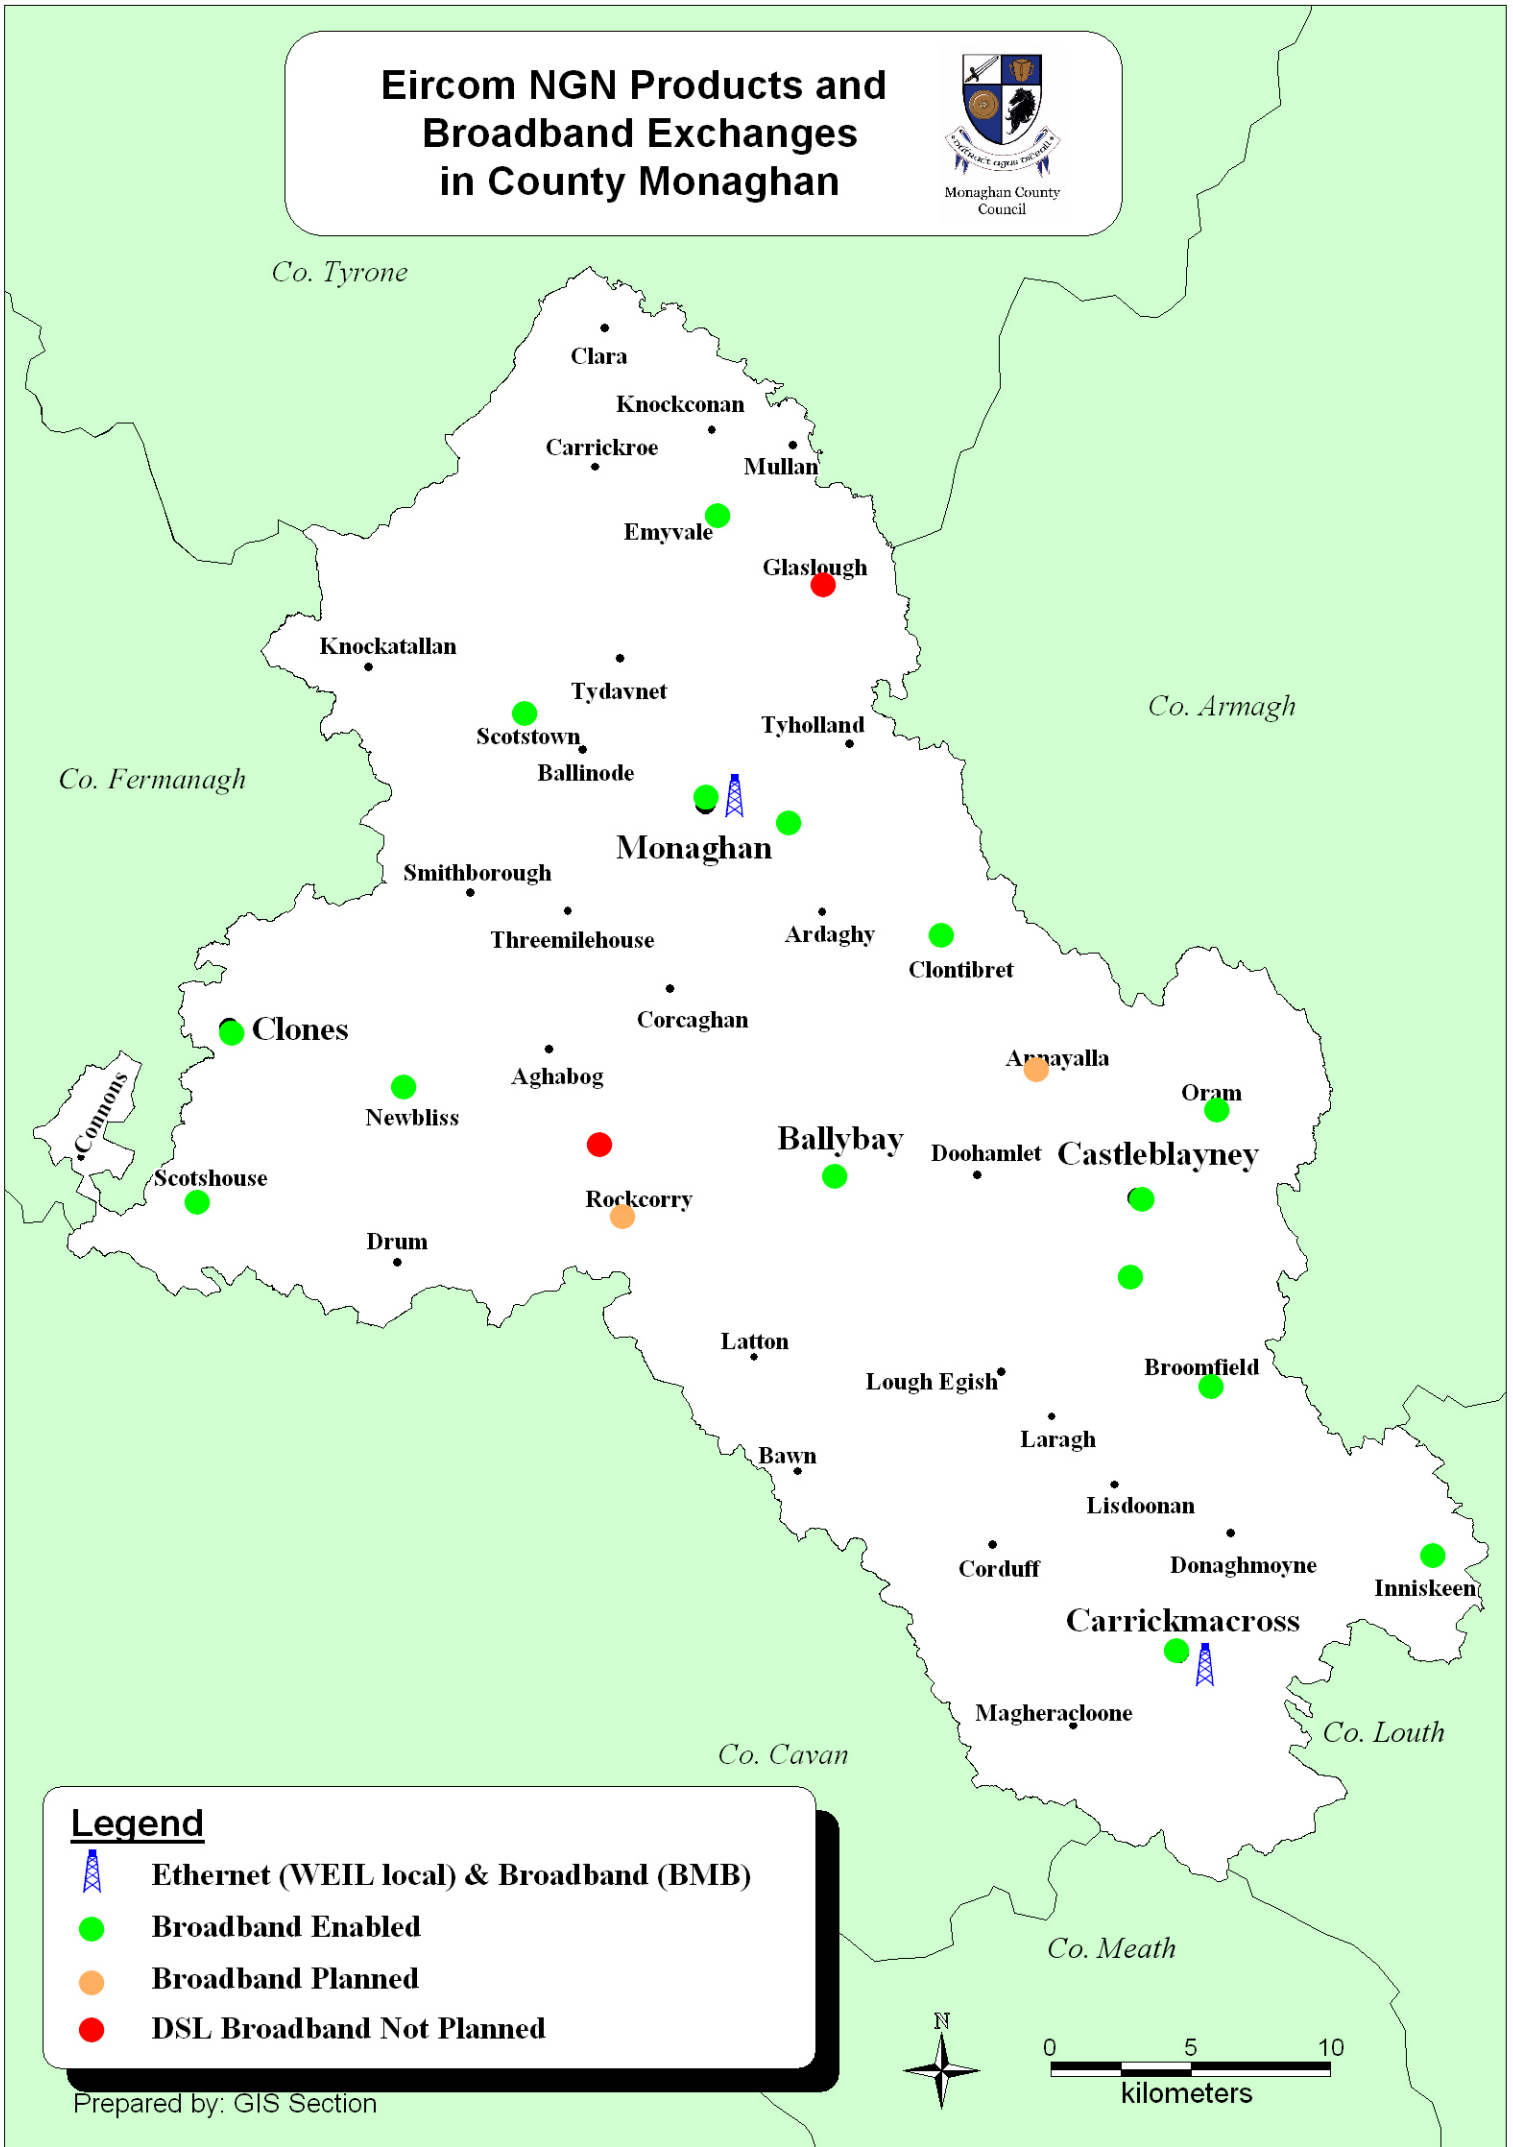 Eircom NGN Products and
Broadband Exchanges
in County Monaghan
Monaghan County
Council
Co. Tyrone
Clara
Knockconan
Carrickroe
Mullan
Emyvale
Glaslough
Knockatallan
Tydavnet
Co. Armagh
Tyholland
Scotstown
Ballinode
Co. Fermanagh
Monaghan
Smithborough
Threemilehouse
Ardaghy
Clontibret
Corcaghan
Clones
Annayalla
Aghabog
Oram
Connons
Newbliss
Ballybay
Doohamlet
Castleblayney
Scotshouse
Rockcorry
Drum
Latton
Broomfield
Lough Egish
Laragh
Bawn
Lisdoonan
Corduff
Donaghmoyne
Inniskeen
Carrickmacross
Magheracloone
Co. Louth
Co. Cavan
Legend
Ethernet (WEIL local) & Broadband (BMB)
Broadband Enabled
Broadband Planned
DSL Broadband Not Planned
Co. Meath
N
0 5 10
kilometers
Prepared by: GIS Section